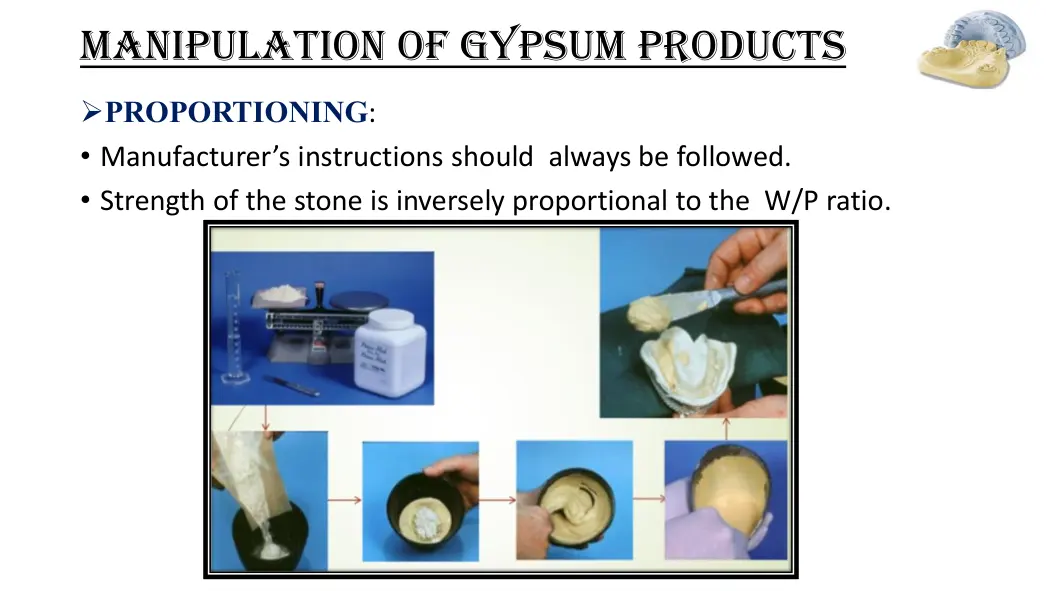 MANIPULATION OF GYPSUM PRODUCTS
➢PROPORTIONING:
• Manufacturer’s instructions should  always be followed.
• Strength of the stone is inversely proportional to the  W/P ratio.